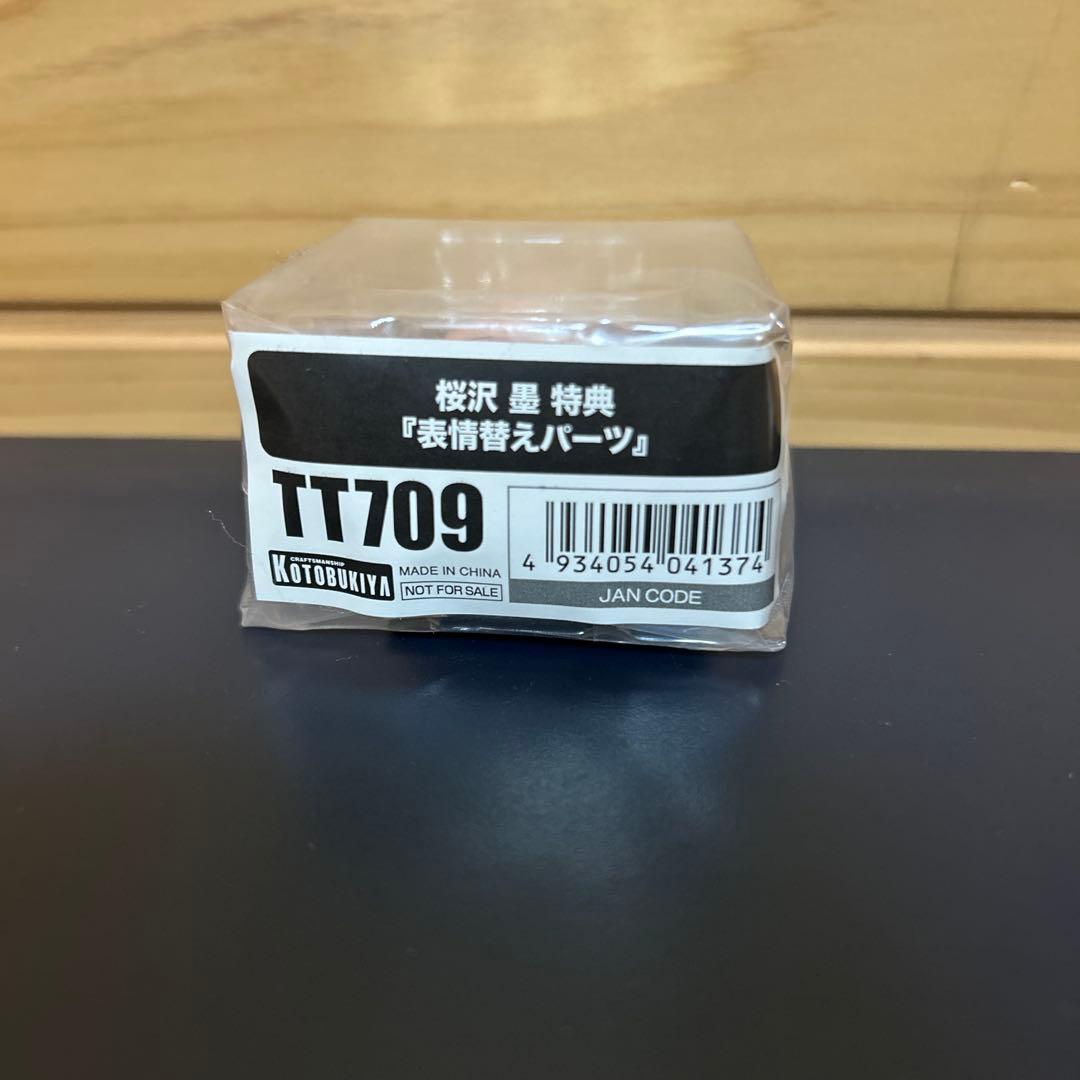 桜沢 墨 特典
『表情替えパーツ』
TT709
CRAFTSMANSHIP
KOTOBUKIYA
MADE IN CHINA
NOT FOR SALE
4 934054 041374
JAN CODE